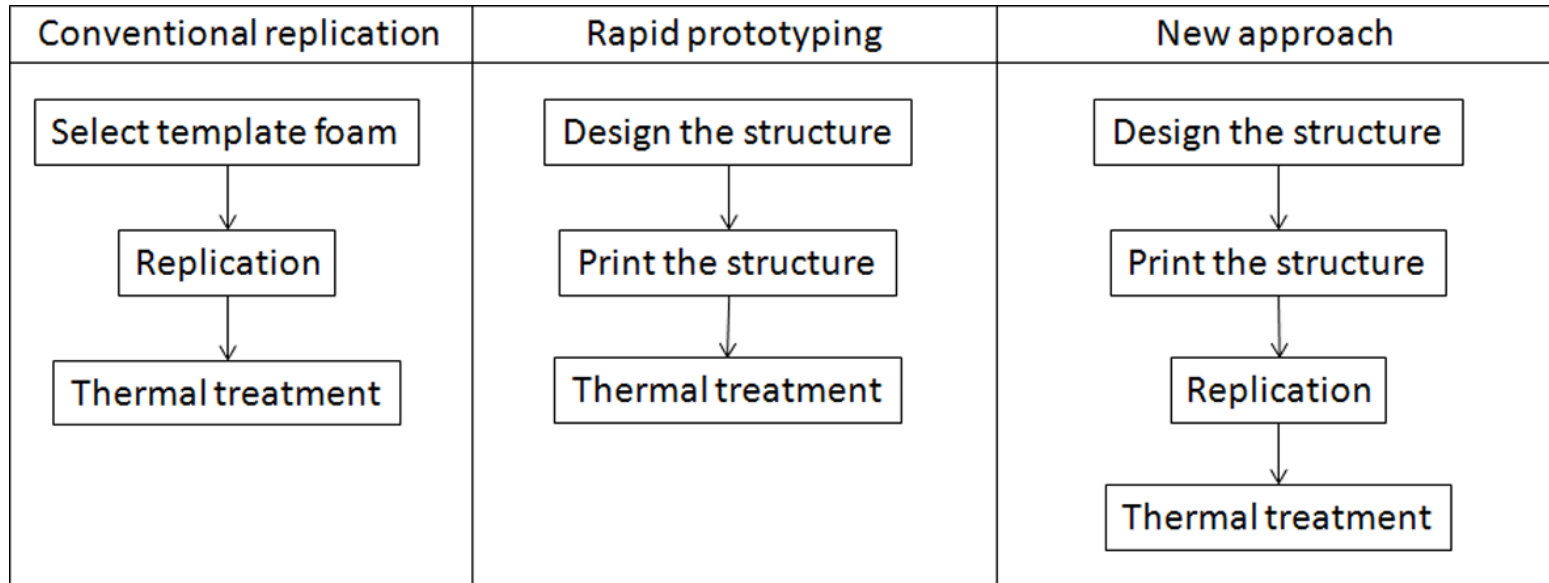 Conventional replication
Rapid prototyping
New approach
Select template foam
Replication
Thermal treatment
Design the structure
Print the structure
Thermal treatment
Design the structure
Print the structure
Replication
Thermal treatment